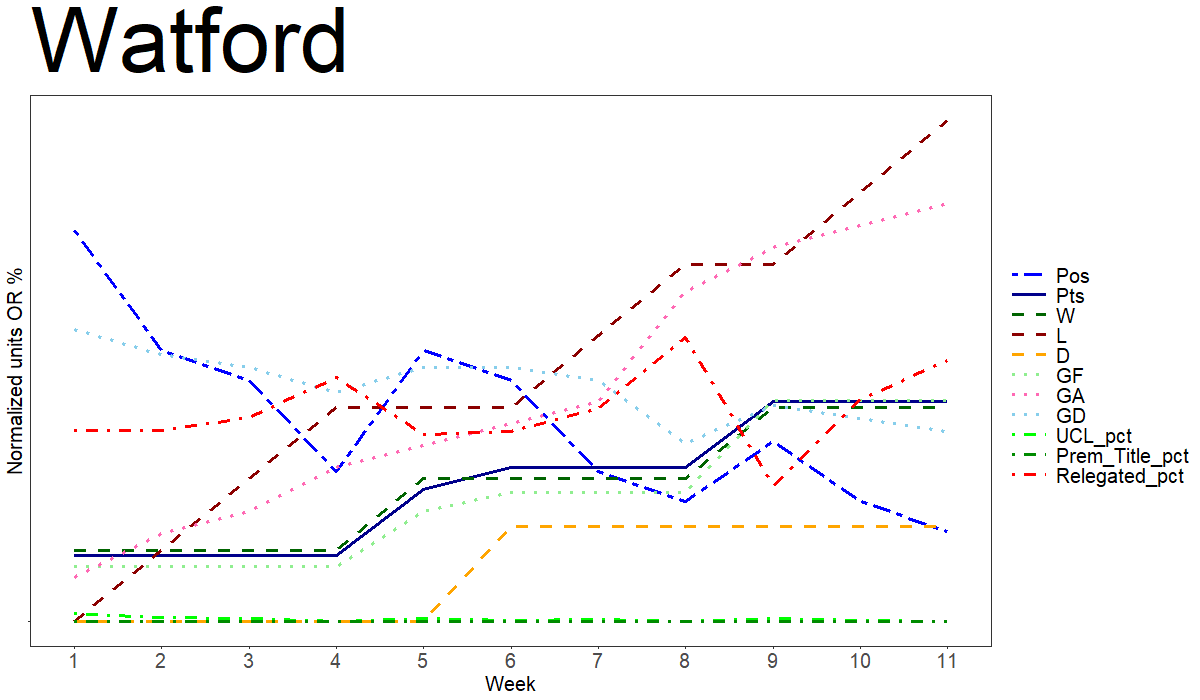 Watford
Normalized units OR %
1 2 3 4 5 6 7 8 9 10 11
Week
Pos
Pts
W
L
D
GF
GA
GD
UCL_pct
Prem_Title_pct
Relegated_pct